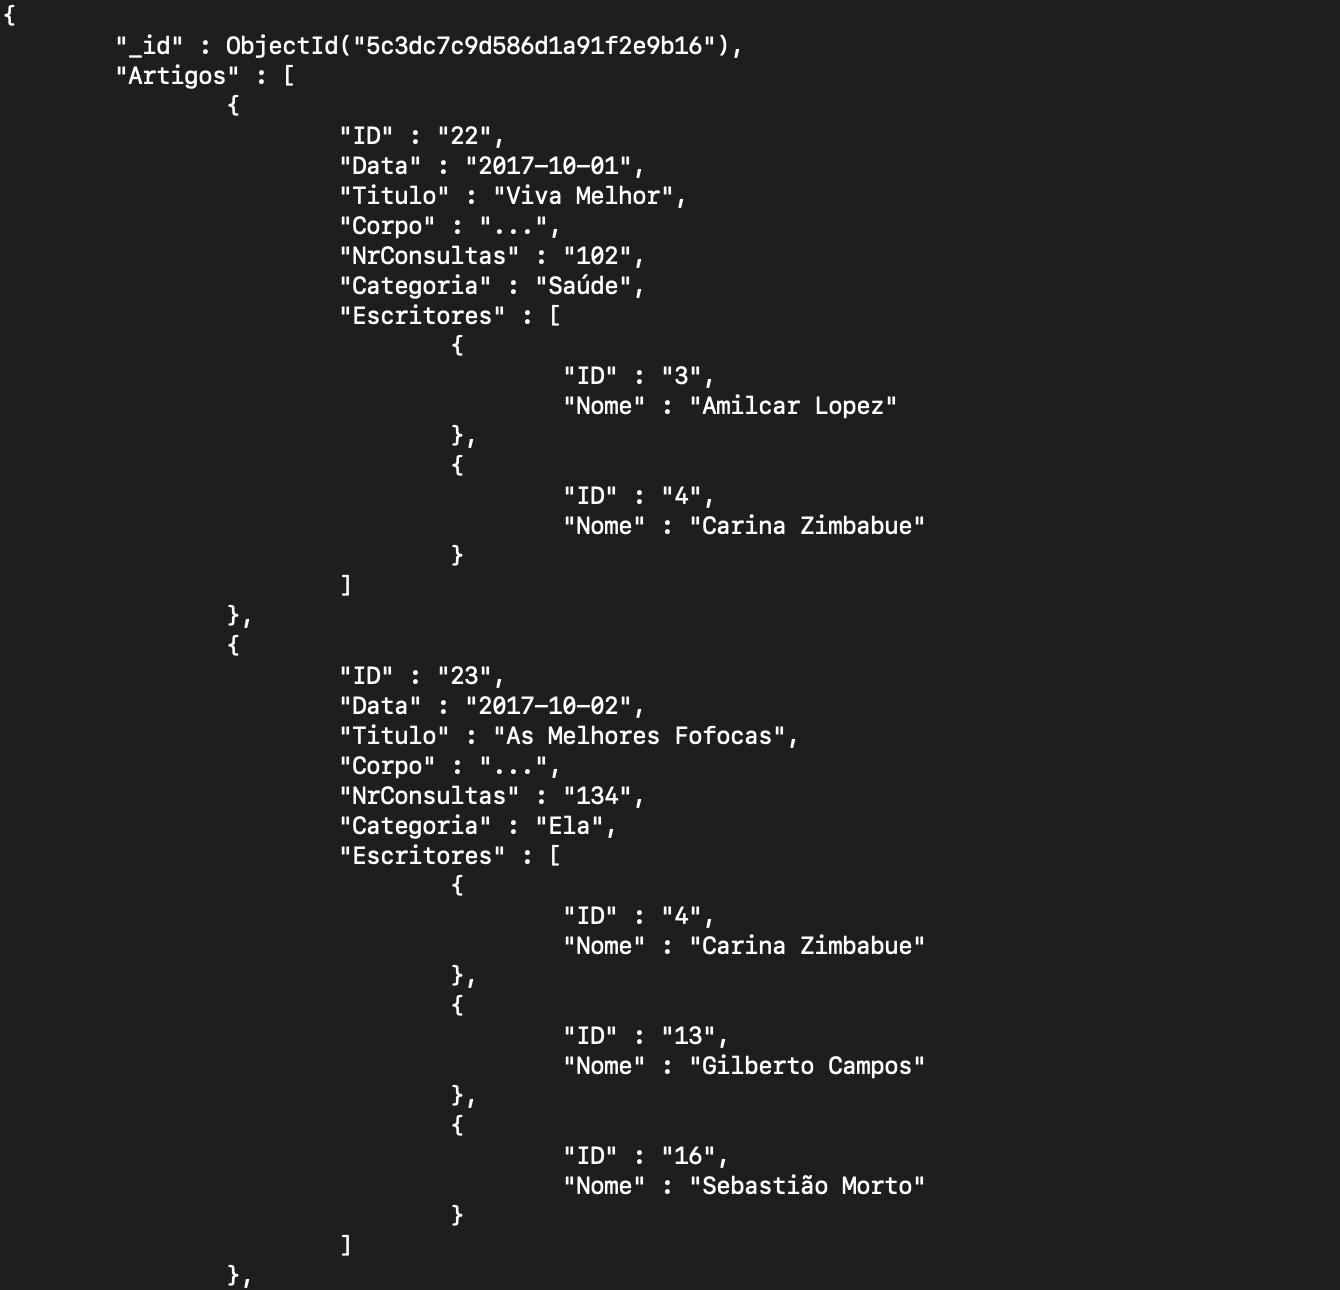 {
"_id" : ObjectId("5c3dc7c9d586d1a91f2e9b16"),
"Artigos" : [
{
"ID" : "22",
"Data" : "2017-10-01",
"Titulo" : "Viva Melhor",
"Corpo" : "...",
"NrConsultas" : "102",
"Categoria" : "Saúde",
"Escritores" : [
{
"ID" : "3",
"Nome" : "Amilcar Lopez"
},
{
"ID" : "4",
"Nome" : "Carina Zimbabue"
}
]
},
{
"ID" : "23",
"Data" : "2017-10-02",
"Titulo" : "As Melhores Fofocas",
"Corpo" : "...",
"NrConsultas" : "134",
"Categoria" : "Ela",
"Escritores" : [
{
"ID" : "4",
"Nome" : "Carina Zimbabue"
},
{
"ID" : "13",
"Nome" : "Gilberto Campos"
},
{
"ID" : "16",
"Nome" : "Sebastião Morto"
}
]
},